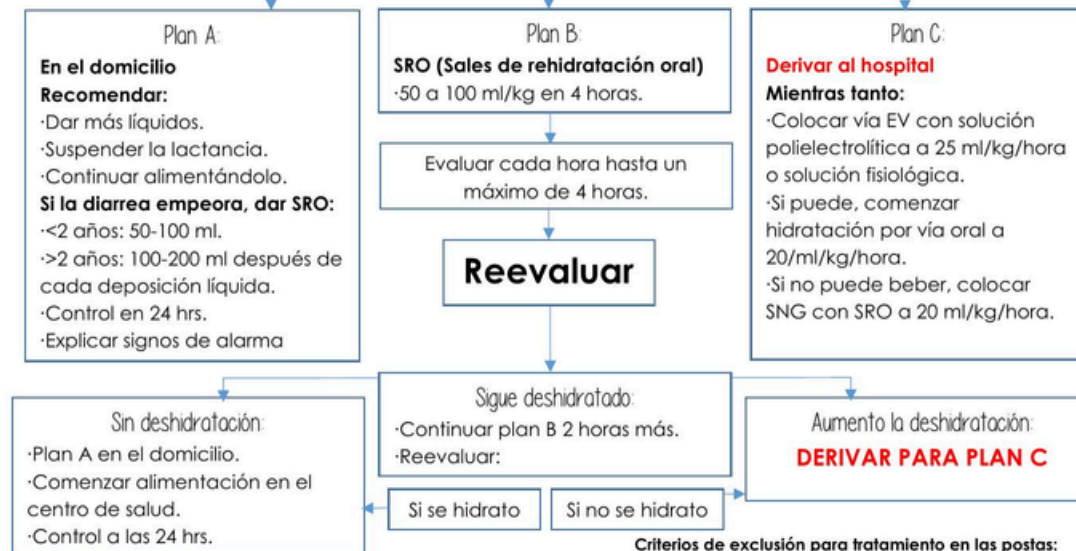 Plan A:
En el domicilio
Recomendar:
·Dar más líquidos.
·Suspender la lactancia.
·Continuar alimentándolo.
Si la diarrea empeora, dar SRO:
·<2 años: 50-100 ml.
·>2 años: 100-200 ml después de
cada deposición líquida.
·Control en 24 hrs.
·Explicar signos de alarma
Plan B:
SRO (Sales de rehidratación oral)
·50 a 100 ml/kg en 4 horas.
Evaluar cada hora hasta un
máximo de 4 horas.
Reevaluar
Plan C:
Derivar al hospital
Mientras tanto:
·Colocar vía EV con solución
polielectrolítica a 25 ml/kg/hora
o solución fisiológica.
·Si puede, comenzar
hidratación por vía oral a
20/ml/kg/hora.
·Si no puede beber, colocar
SNG con SRO a 20 ml/kg/hora.
Sin deshidratación:
·Plan A en el domicilio.
·Comenzar alimentación en el
centro de salud.
·Control a las 24 hrs.
Sigue deshidratado:
·Continuar plan B 2 horas más.
·Reevaluar:
Si se hidrato
Si no se hidrato
Aumento la deshidratación:
DERIVAR PARA PLAN C
Criterios de exclusión para tratamiento en las postas: